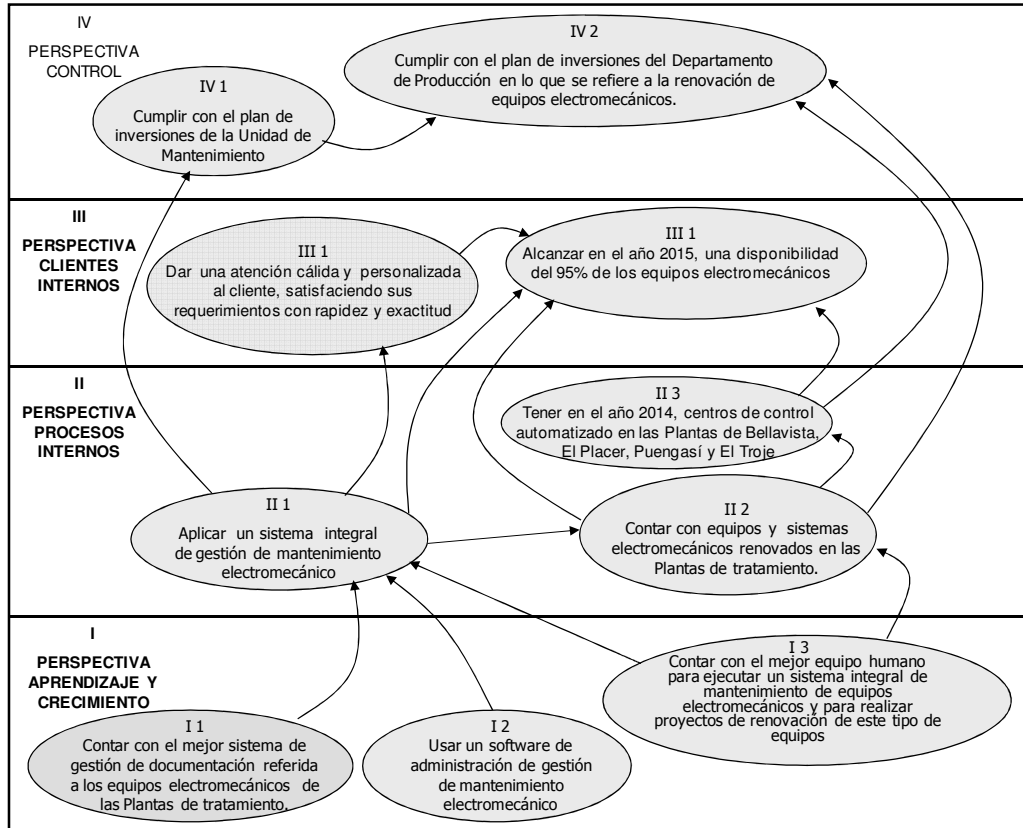 IV
PERSPECTIVA
CONTROL
IV 2
Cumplir con el plan de inversiones del Departamento
de Producción en lo que se refiere a la renovación de
equipos electromecánicos.
IV 1
Cumplir con el plan de
inversiones de la Unidad de
Mantenimiento
III
PERSPECTIVA
CLIENTES
INTERNOS
III 1
Dar una atención cálida y personalizada
al cliente, satisfaciendo sus
requerimientos con rapidez y exactitud
III 1
Alcanzar en el año 2015, una disponibilidad
del 95% de los equipos electromecánicos
II
PERSPECTIVA
PROCESOS
INTERNOS
II 3
Tener en el año 2014, centros de control
automatizado en las Plantas de Bellavista,
El Placer, Puengasí y El Troje
II 1
Aplicar un sistema integral
de gestión de mantenimiento
electromecánico
II 2
Contar con equipos y sistemas
electromecánicos renovados en las
Plantas de tratamiento.
I
PERSPECTIVA
APRENDIZAJE Y
CRECIMIENTO
I 3
Contar con el mejor equipo humano
para ejecutar un sistema integral de
mantenimiento de equipos
electromecánicos y para realizar
proyectos de renovación de este tipo de
equipos
I 1
Contar con el mejor sistema de
gestión de documentación referida
a los equipos electromecánicos de
las Plantas de tratamiento.
I 2
Usar un software de
administración de gestión
de mantenimiento
electromecánico